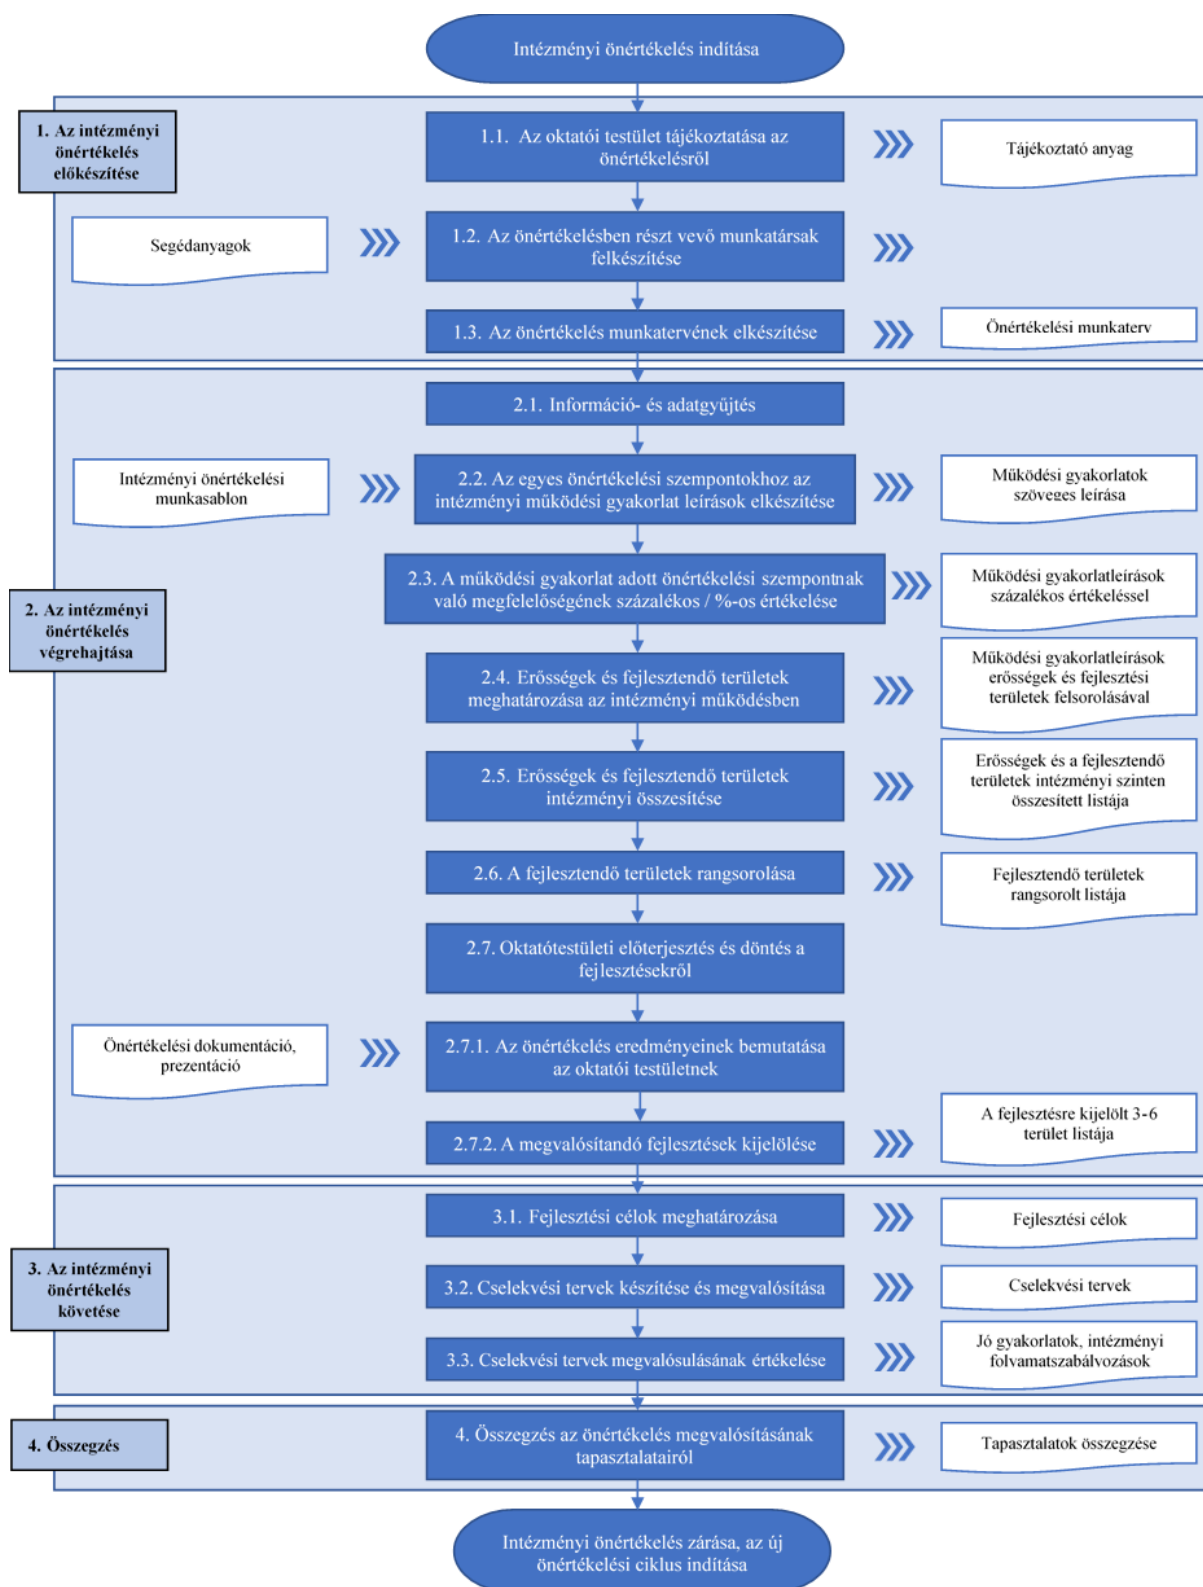 Intézményi önértékelés indítása
1. Az intézményi
önértékelés
előkészítése
1.1. Az oktatói testület tájékoztatása az
önértékelésről
Tájékoztató anyag
Segédanyagok
1.2. Az önértékelésben részt vevő munkatársak
felkészítése
1.3. Az önértékelés munkatervének elkészítése
Önértékelési munkaterv
2. Az intézményi
önértékelés
végrehajtása
2.1. Információ- és adatgyűjtés
Intézményi önértékelési
munkasablon
2.2. Az egyes önértékelési szempontokhoz az
intézményi működési gyakorlat leírások elkészítése
Működési gyakorlatok
szöveges leírása
2.3. A működési gyakorlat adott önértékelési szempontnak
való megfelelőségének százalékos / %-os értékelése
Működési gyakorlatleírások
százalékos értékeléssel
2.4. Erősségek és fejlesztendő területek
meghatározása az intézményi működésben
Működési gyakorlatleírások
erősségek és fejlesztési
területek felsorolásával
2.5. Erősségek és fejlesztendő területek
intézményi összesítése
Erősségek és a fejlesztendő
területek intézményi szinten
összesített listája
2.6. A fejlesztendő területek rangsorolása
Fejlesztendő területek
rangsorolt listája
2.7. Oktatótestületi előterjesztés és döntés a
fejlesztésekről
Önértékelési dokumentáció,
prezentáció
2.7.1. Az önértékelés eredményeinek bemutatása
az oktatói testületnek
2.7.2. A megvalósítandó fejlesztések kijelölése
A fejlesztésre kijelölt 3-6
terület listája
3. Az intézményi
önértékelés
követése
3.1. Fejlesztési célok meghatározása
Fejlesztési célok
3.2. Cselekvési tervek készítése és megvalósítása
Cselekvési tervek
3.3. Cselekvési tervek megvalósulásának értékelése
Jó gyakorlatok, intézményi
folyamatszabályozások
4. Összegzés
4. Összegzés az önértékelés megvalósításának
tapasztalatairól
Tapasztalatok összegzése
Intézményi önértékelés zárása, az új
önértékelési ciklus indítása